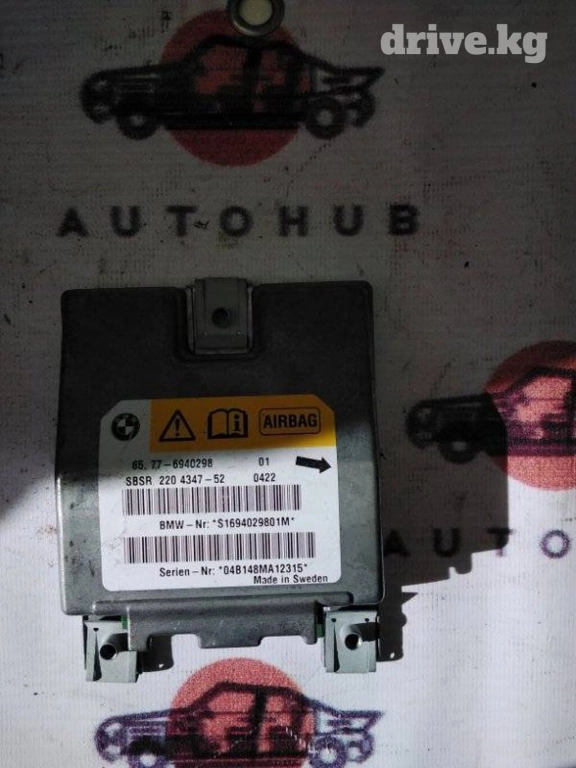 drive.kg
AUTOHUB
AIRBAG
65. 77-6940298 01
SBSR 220 4347-52 0422
BMW-Nr: *S1694029801M*
Serien-Nr: *04B148MA12315*
Made in Sweden
AUTO